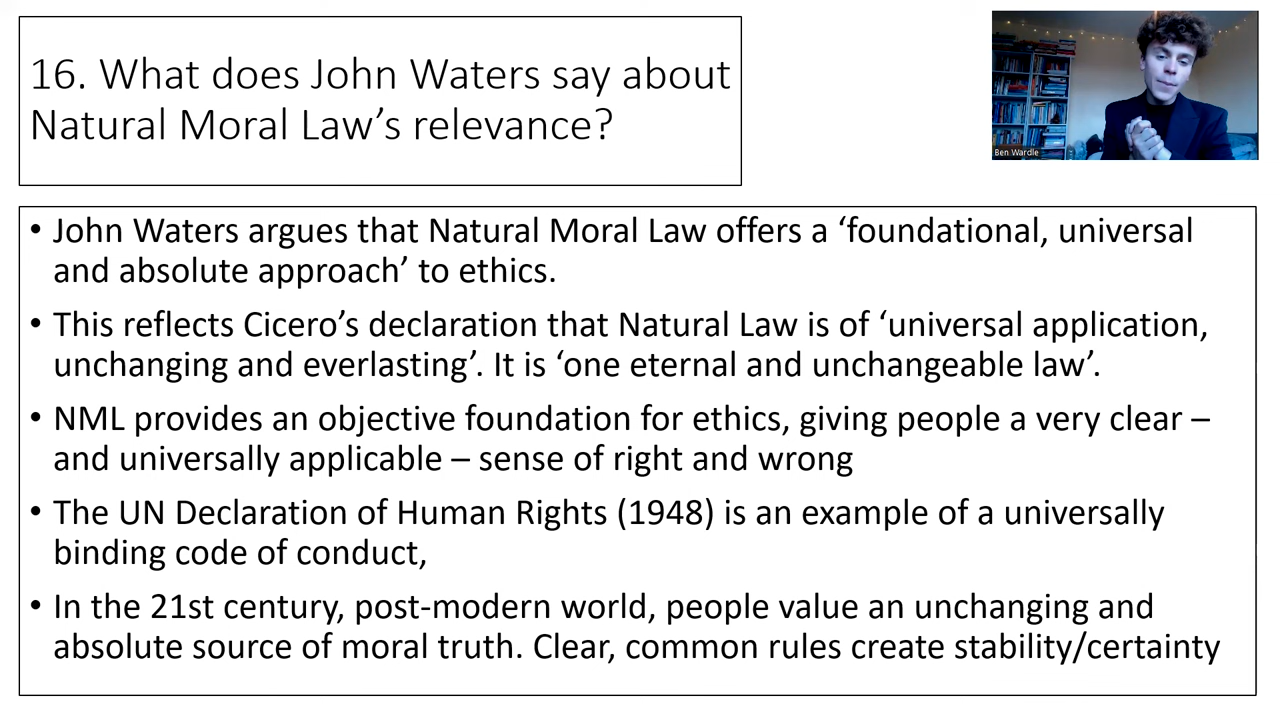 16. What does John Waters say about
Natural Moral Law’s relevance?
Ben Wardle
• John Waters argues that Natural Moral Law offers a ‘foundational, universal
and absolute approach’ to ethics.
• This reflects Cicero’s declaration that Natural Law is of ‘universal application,
unchanging and everlasting’. It is ‘one eternal and unchangeable law’.
• NML provides an objective foundation for ethics, giving people a very clear –
and universally applicable – sense of right and wrong
• The UN Declaration of Human Rights (1948) is an example of a universally
binding code of conduct,
• In the 21st century, post-modern world, people value an unchanging and
absolute source of moral truth. Clear, common rules create stability/certainty